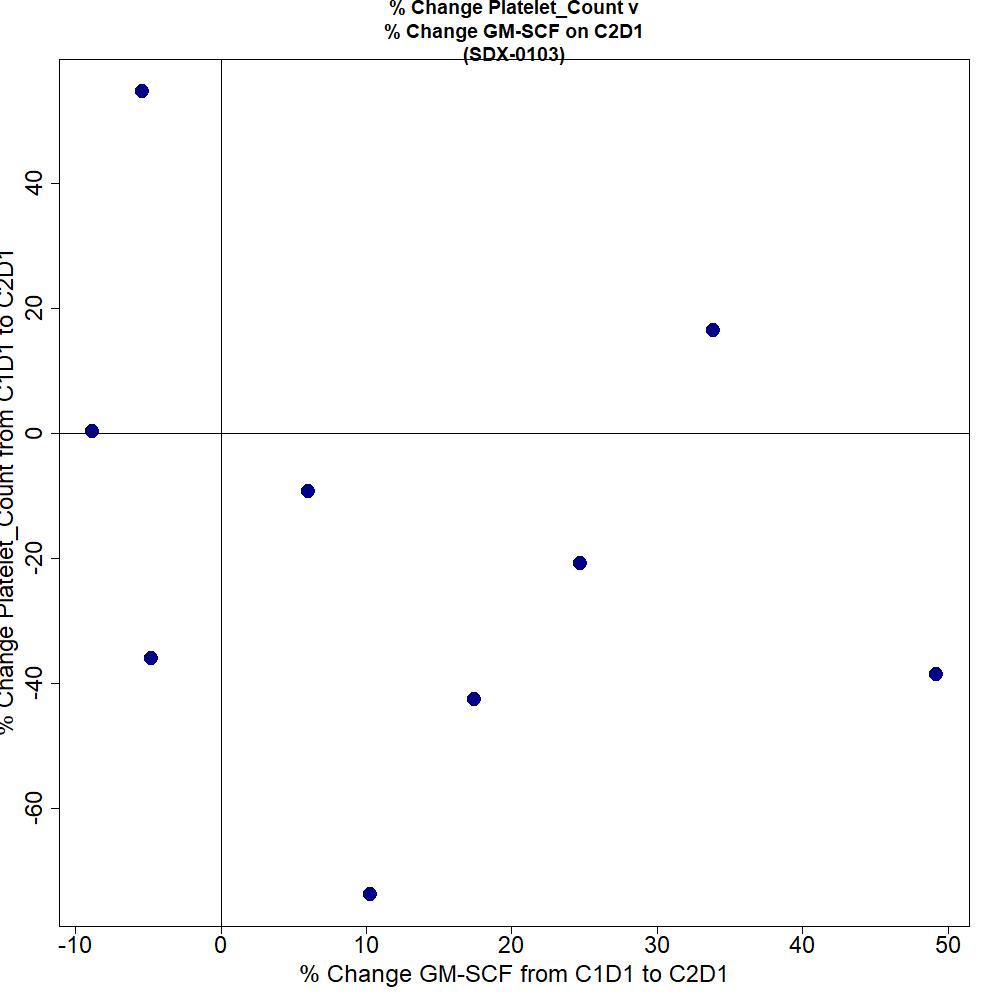 % Change Platelet_Count v
% Change GM-SCF on C2D1
(SDX-0103)
% Change Platelet_Count from C1D1 to C2D1
40
20
0
-20
-40
-60
-10 0 10 20 30 40 50
% Change GM-SCF from C1D1 to C2D1